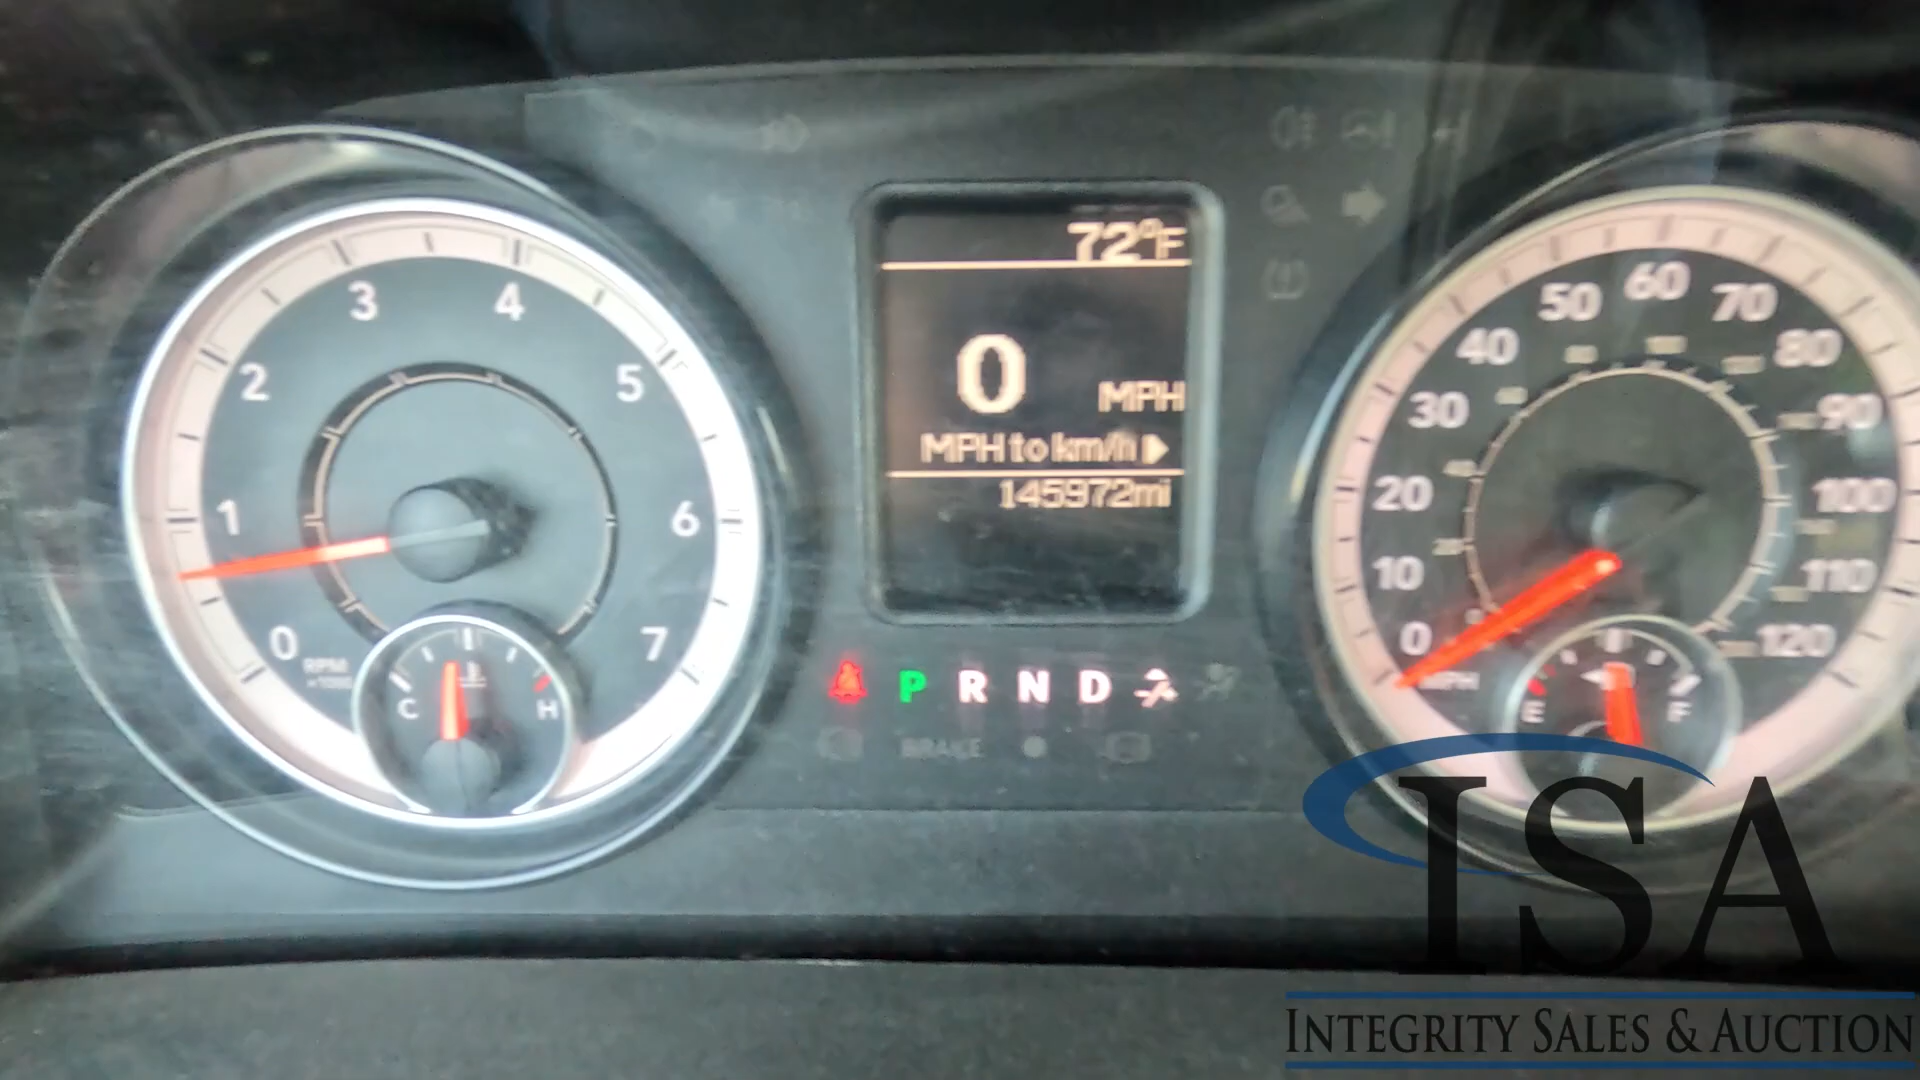 72°F
0 MPH
MPH to km/h
145972mi
0 1 2 3 4 5 6 7
RPM
×1000
C H
P R N D
BRAKE
0 10 20 30 40 50 60 70 80 90 100 110 120
MPH
E F
ISA
INTEGRITY SALES & AUCTION